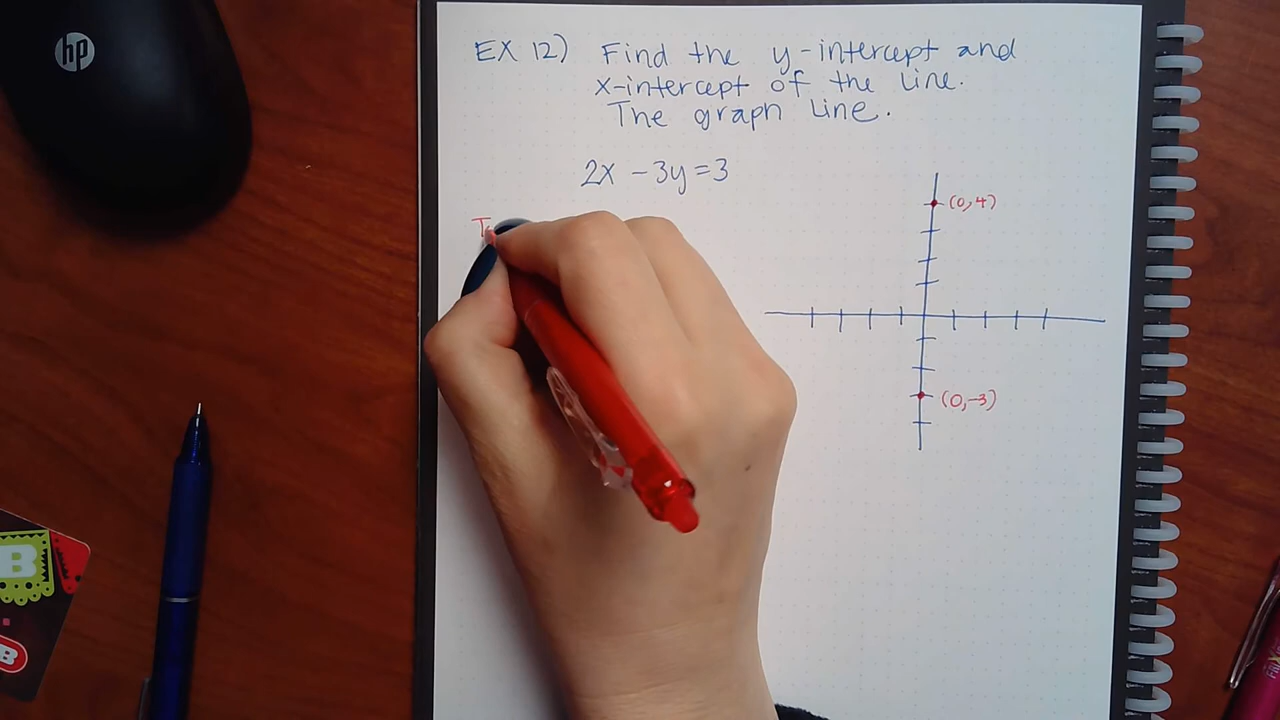 hp
EX 12) Find the y-intercept and
x-intercept of the line.
The graph line.
2x - 3y = 3
(0,4)
(0,-3)
B
B